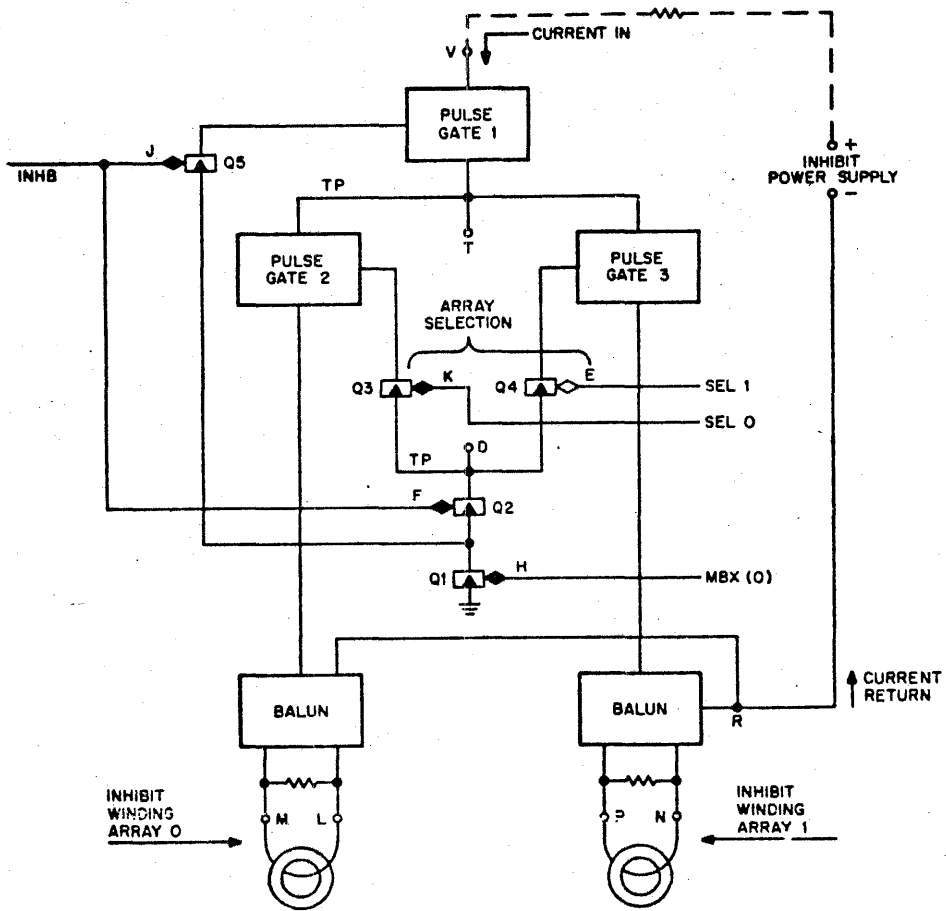 CURRENT IN
V
PULSE
GATE 1
J
Q5
INHB
+
INHIBIT
POWER SUPPLY
-
TP
T
PULSE
GATE 2
PULSE
GATE 3
ARRAY
SELECTION
Q3
K
Q4
E
SEL 1
SEL 0
D
TP
F
Q2
Q1
H
MBX (0)
BALUN
BALUN
CURRENT
RETURN
R
INHIBIT
WINDING
ARRAY 0
M
L
P
N
INHIBIT
WINDING
ARRAY 1